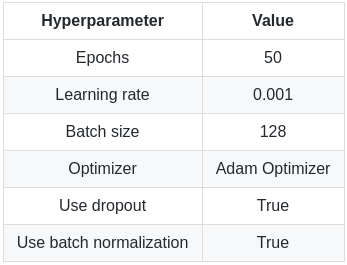 Hyperparameter Value
Epochs 50
Learning rate 0.001
Batch size 128
Optimizer Adam Optimizer
Use dropout True
Use batch normalization True